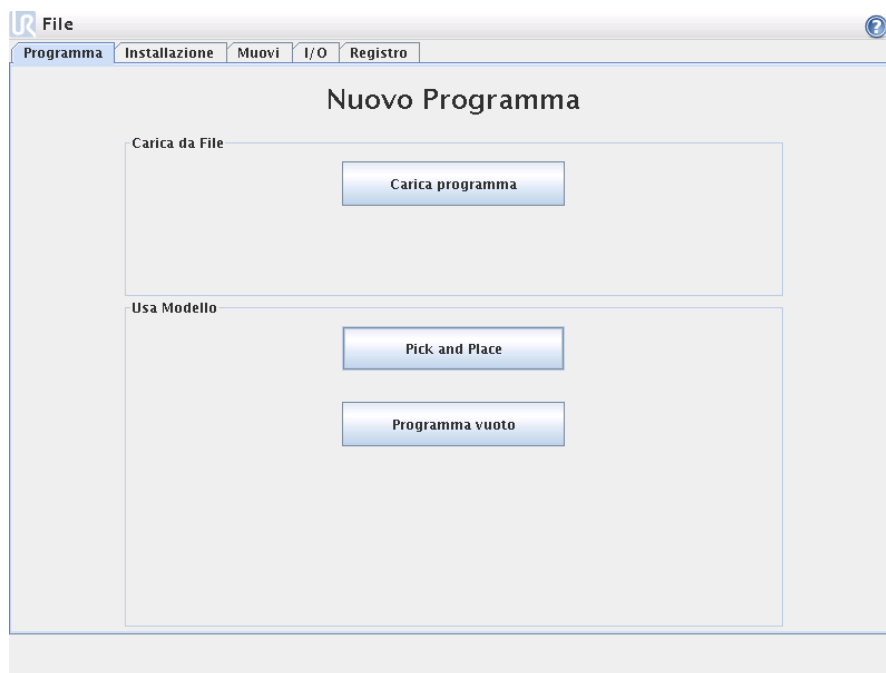 UR File ?
Programma Installazione Muovi I/O Registro
Nuovo Programma
Carica da File
Carica programma
Usa Modello
Pick and Place
Programma vuoto